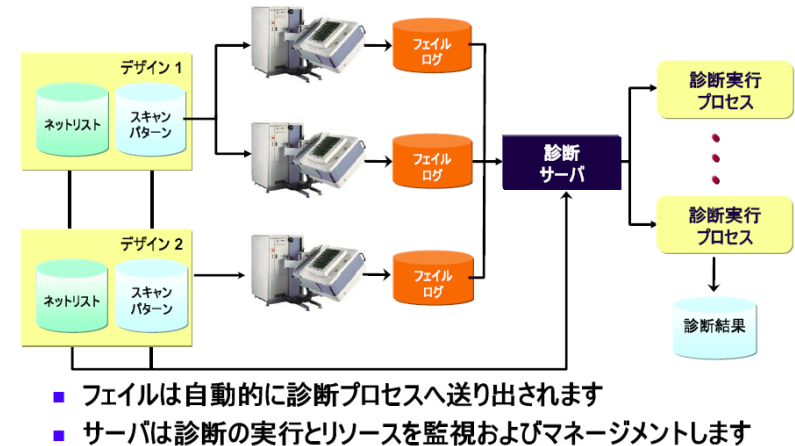 デザイン 1
ネットリスト
スキャン
パターン
フェイル
ログ
フェイル
ログ
診断
サーバ
診断実行
プロセス
診断実行
プロセス
デザイン 2
ネットリスト
スキャン
パターン
フェイル
ログ
診断結果
フェイルは自動的に診断プロセスへ送り出されます
サーバは診断の実行とリソースを監視およびマネージメントします